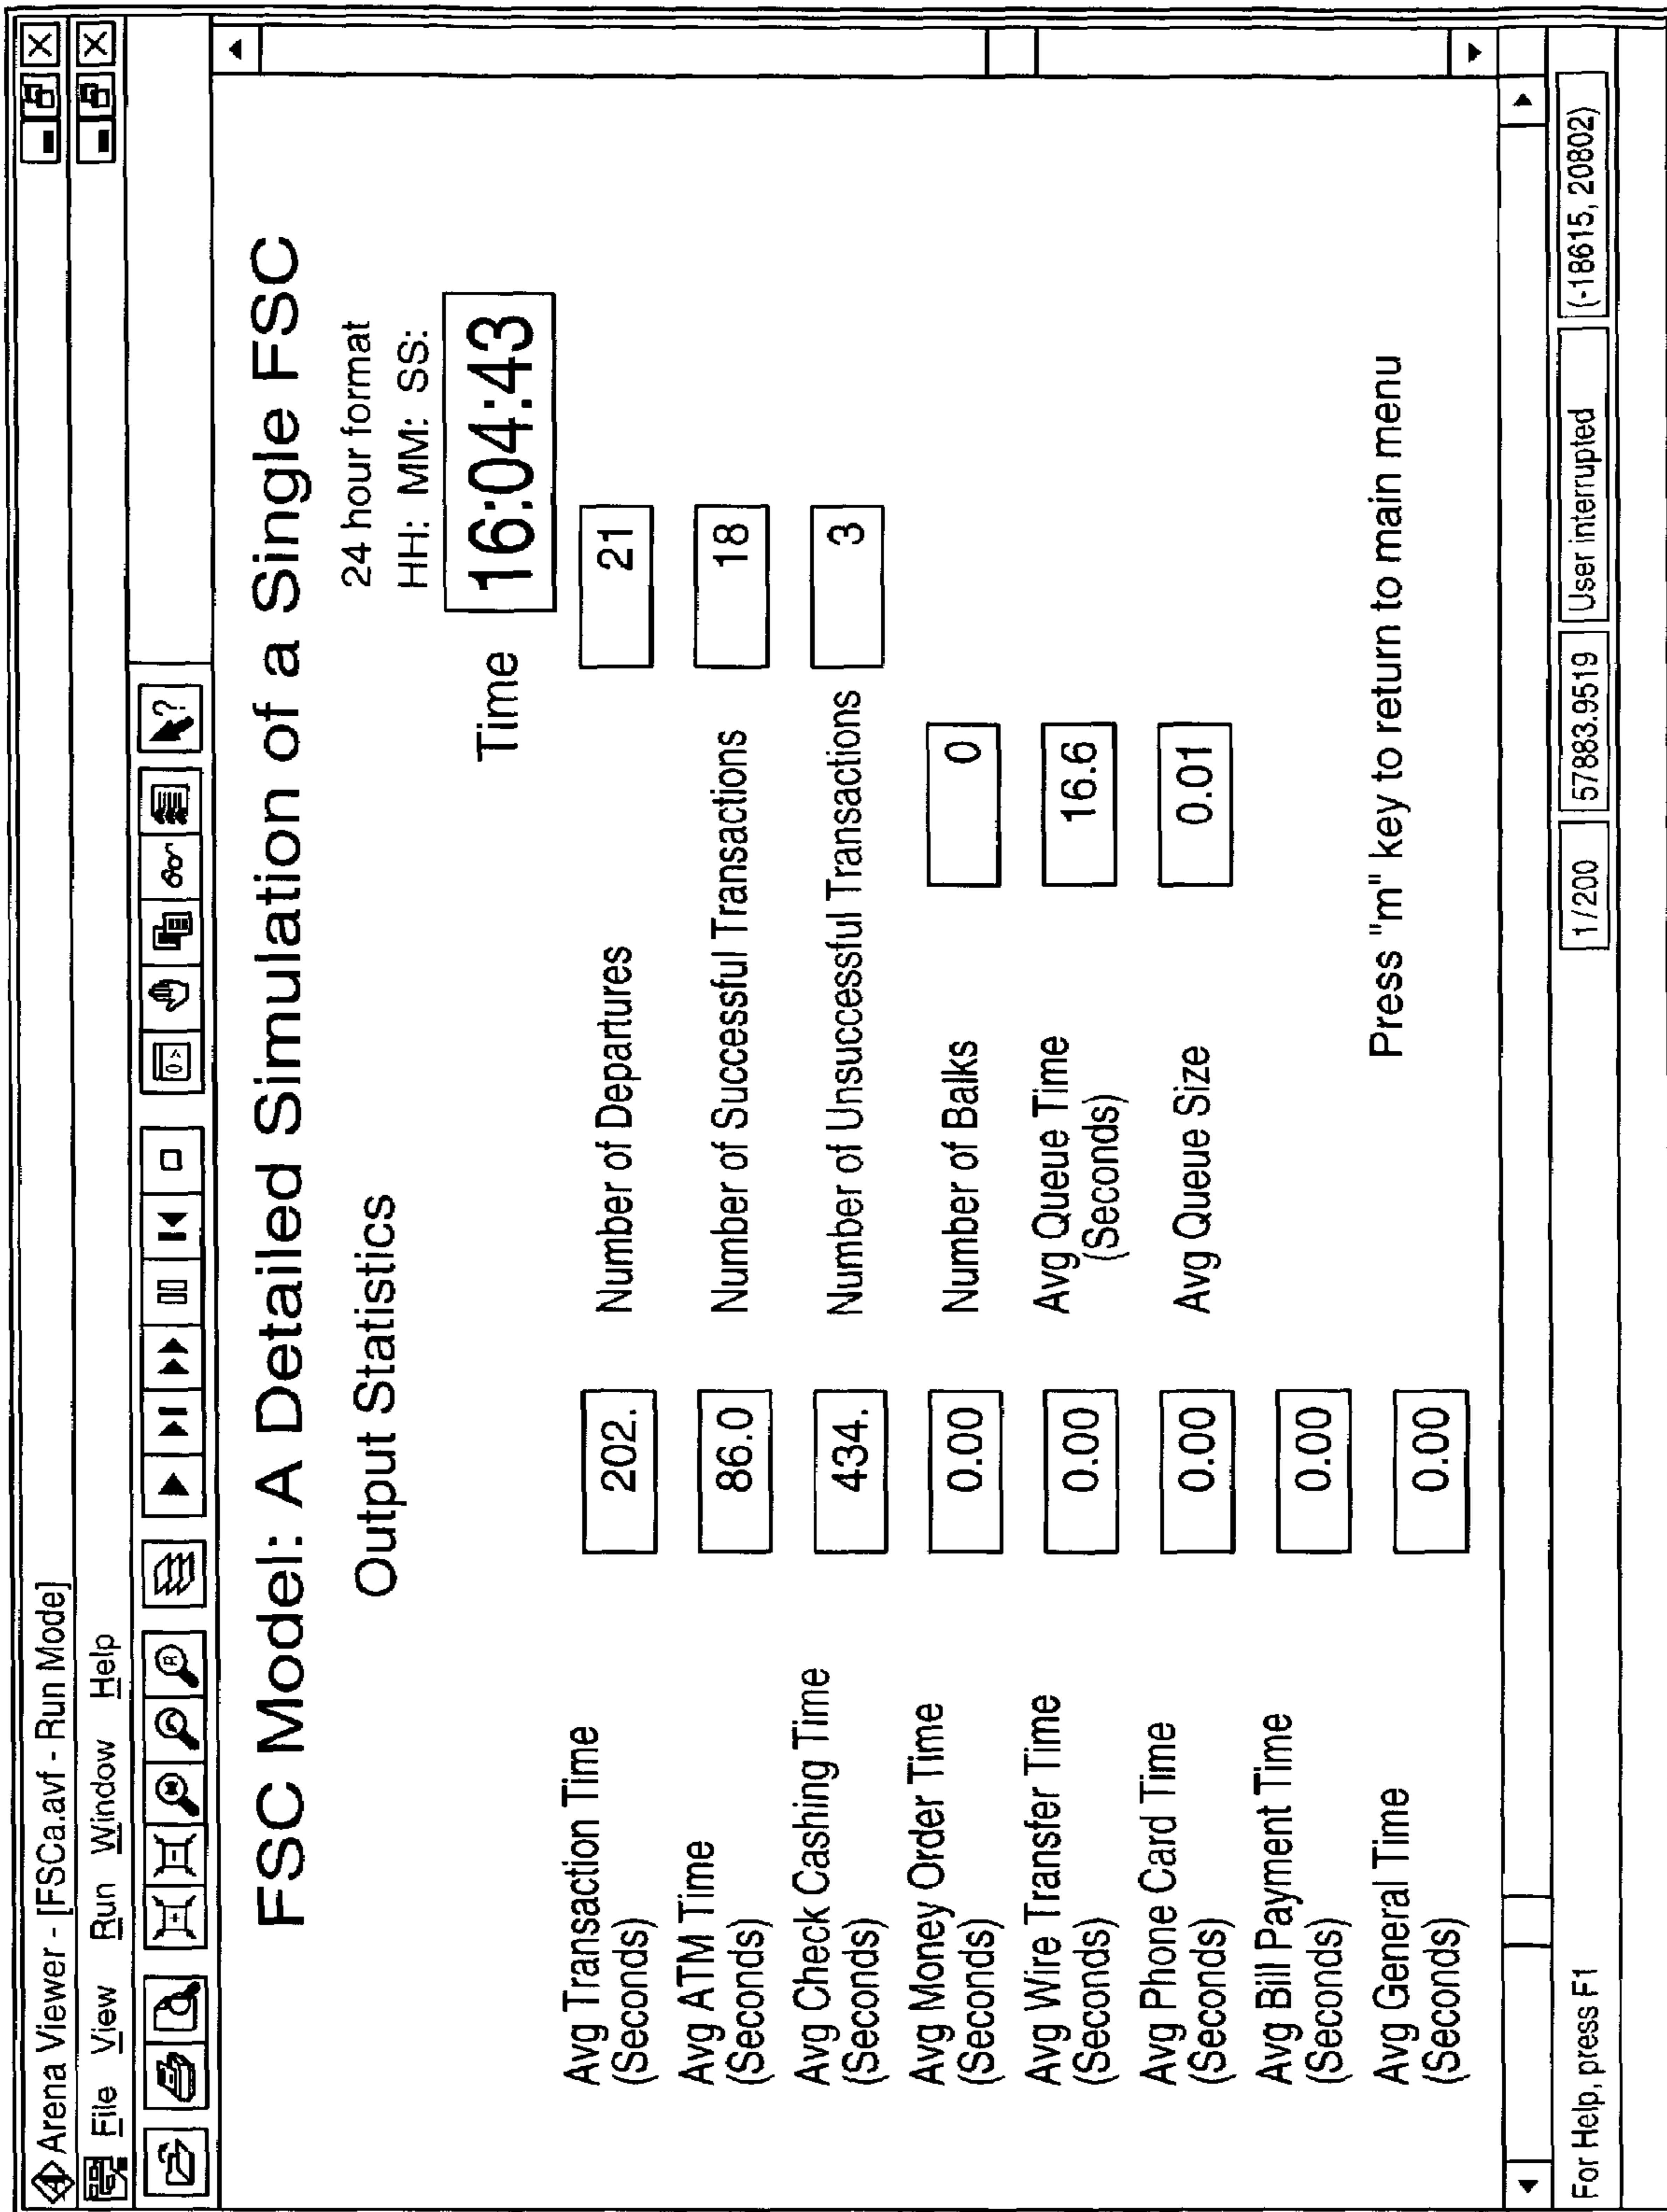 Arena Viewer - [FSCa.avf - Run Mode]
File View Run Window Help
FSC Model: A Detailed Simulation of a Single FSC
Output Statistics
24 hour format
HH: MM: SS:
Time 16:04:43
Avg Transaction Time
(Seconds)
202.
Number of Departures
21
Avg ATM Time
(Seconds)
86.0
Number of Successful Transactions
18
Avg Check Cashing Time
(Seconds)
434.
Number of Unsuccessful Transactions
3
Avg Money Order Time
(Seconds)
0.00
Number of Balks
0
Avg Wire Transfer Time
(Seconds)
0.00
Avg Queue Time
(Seconds)
16.6
Avg Phone Card Time
(Seconds)
0.00
Avg Queue Size
0.01
Avg Bill Payment Time
(Seconds)
0.00
Avg General Time
(Seconds)
0.00
Press "m" key to return to main menu
For Help, press F1
1/200
57883.9519
User interrupted
(-18615, 20802)